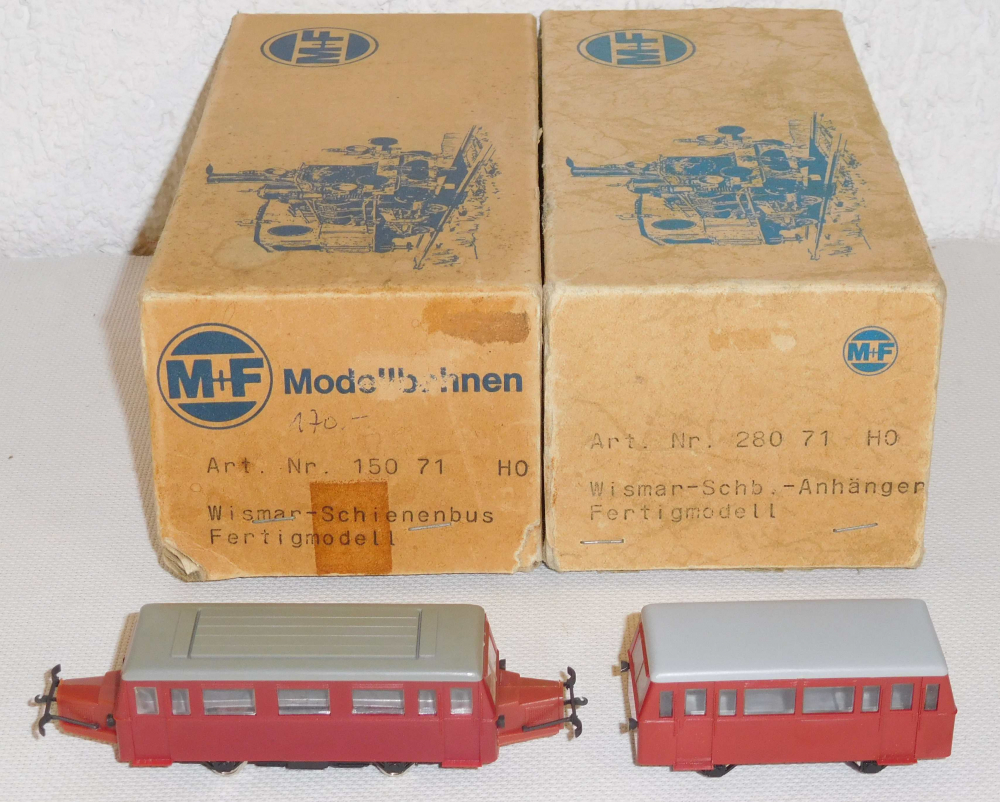 M+F
M+F
M+F Modellbahnen
170.-
Art. Nr. 150 71 HO
Wismar-Schienenbus
Fertigmodell
M+F
Art. Nr. 280 71 HO
Wismar-Schb.-Anhänger
Fertigmodell